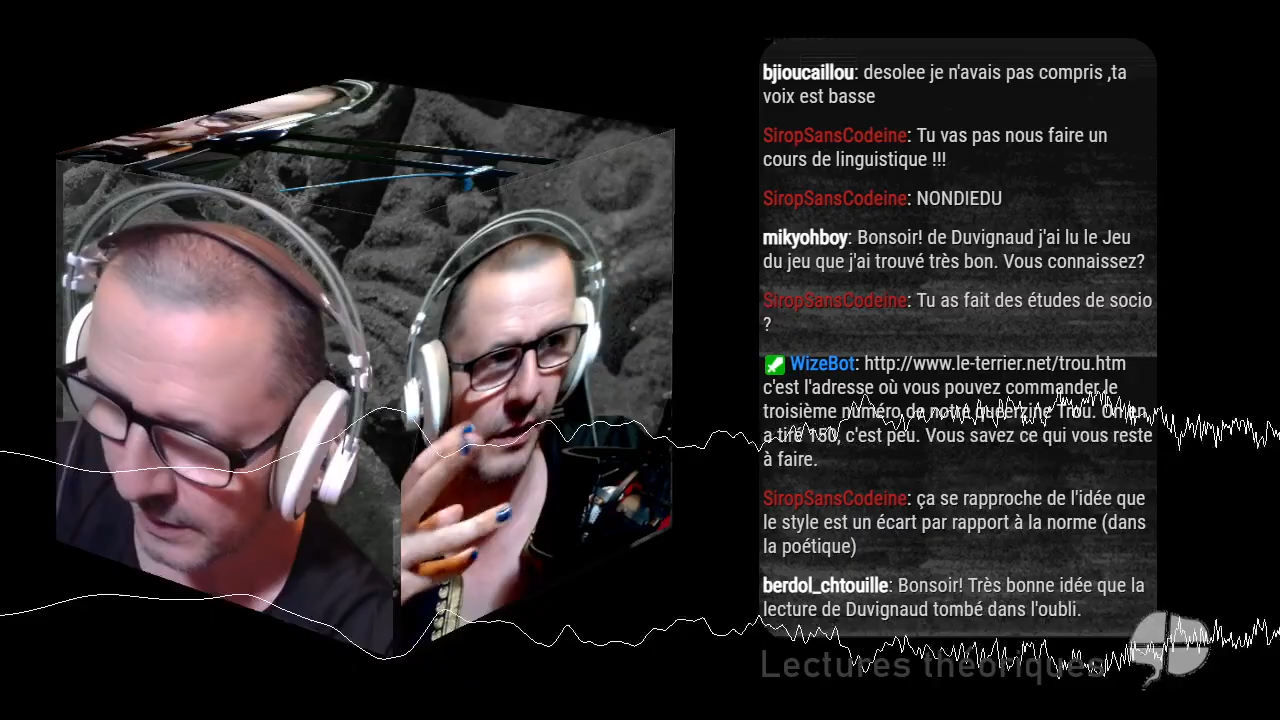 bjioucaillou: desolee je n'avais pas compris ,ta
voix est basse
SiropSansCodeine: Tu vas pas nous faire un
cours de linguistique !!!
SiropSansCodeine: NONDIEDU
mikyohboy: Bonsoir! de Duvignaud j'ai lu le Jeu
du jeu que j'ai trouvé très bon. Vous connaissez?
SiropSansCodeine: Tu as fait des études de socio
?
WizeBot: http://www.le-terrier.net/trou.htm
c'est l'adresse où vous pouvez commander le
troisième numéro de notre queerzine Trou. On en
a tiré 150, c'est peu. Vous savez ce qui vous reste
à faire.
SiropSansCodeine: ça se rapproche de l'idée que
le style est un écart par rapport à la norme (dans
la poétique)
berdol_chtouille: Bonsoir! Très bonne idée que la
lecture de Duvignaud tombé dans l'oubli.
Lectures théoriques